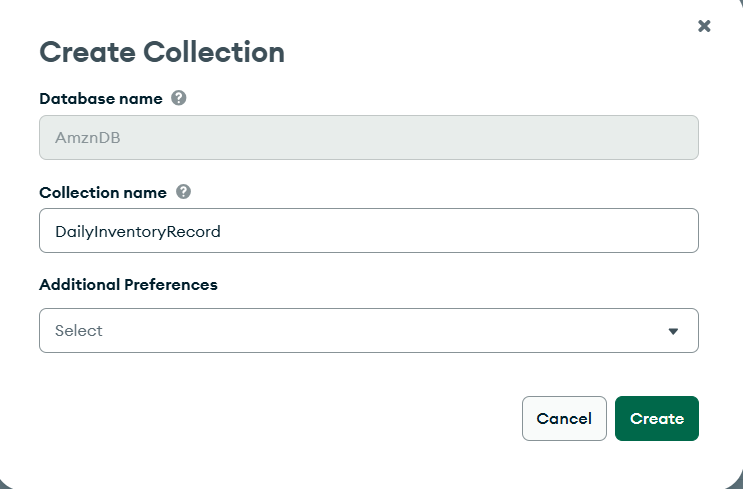 Create Collection
Database name
AmznDB
Collection name
DailyInventoryRecord
Additional Preferences
Select
Cancel
Create